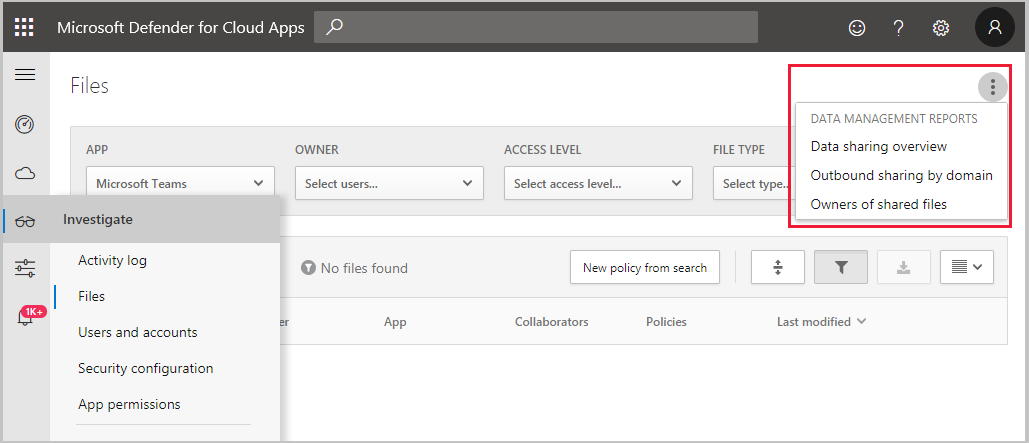 Microsoft Defender for Cloud Apps
Files
DATA MANAGEMENT REPORTS
Data sharing overview
Outbound sharing by domain
Owners of shared files
APP
OWNER
ACCESS LEVEL
FILE TYPE
Microsoft Teams
Select users...
Select access level...
Select type...
Investigate
Activity log
Files
Users and accounts
Security configuration
App permissions
1K+
No files found
New policy from search
er
App
Collaborators
Policies
Last modified